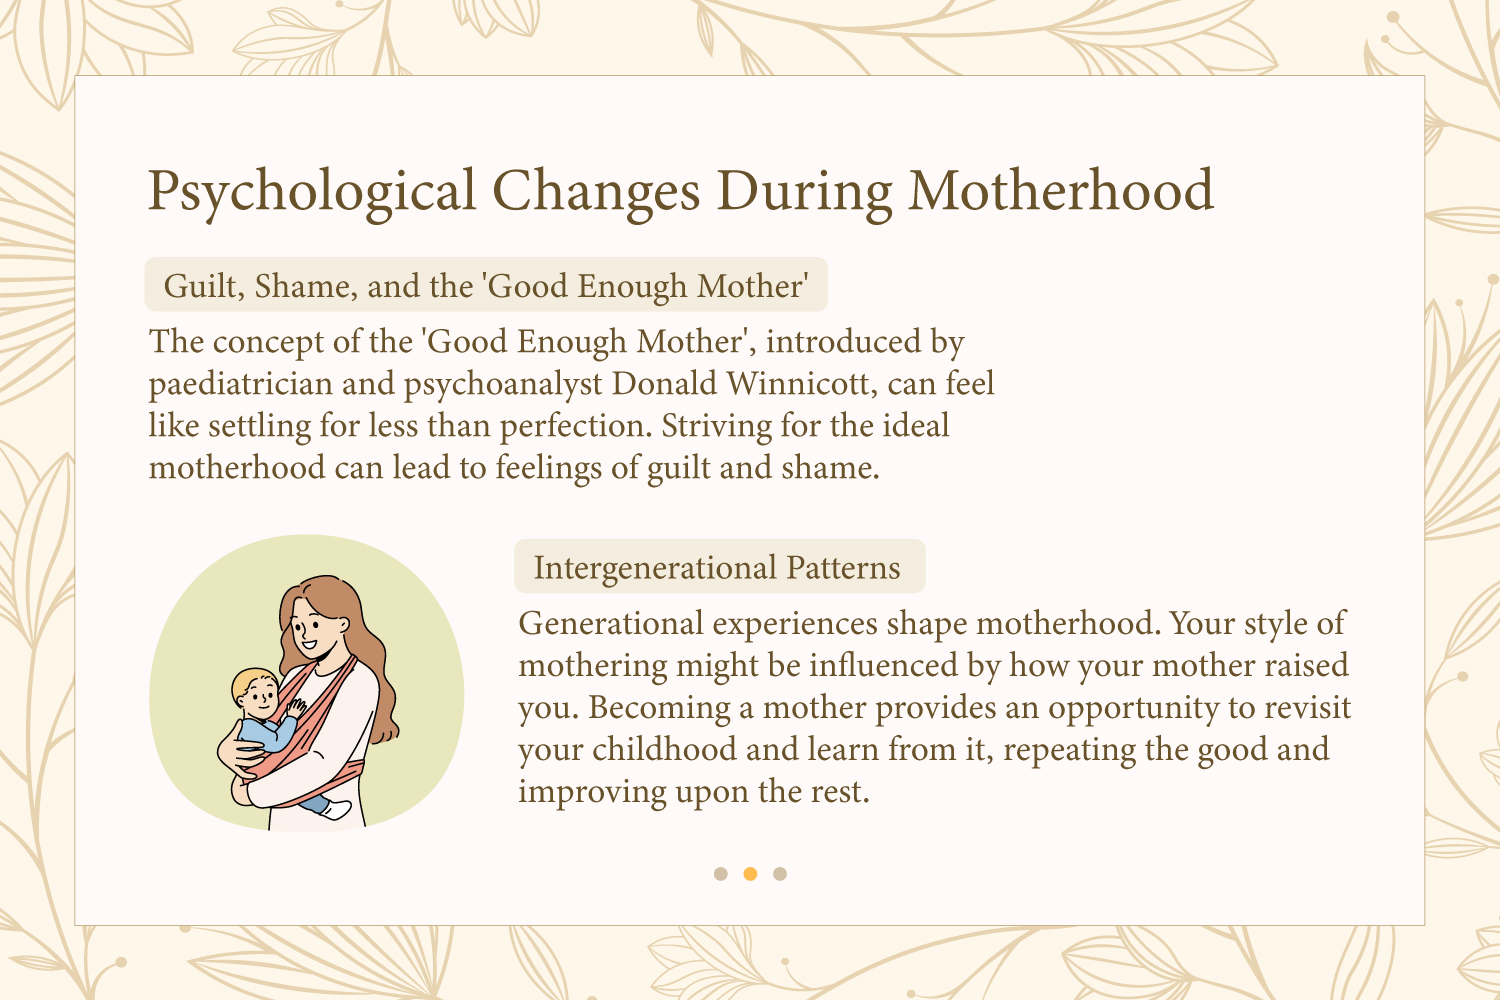 Psychological Changes During Motherhood
Guilt, Shame, and the 'Good Enough Mother'
The concept of the 'Good Enough Mother', introduced by
paediatrician and psychoanalyst Donald Winnicott, can feel
like settling for less than perfection. Striving for the ideal
motherhood can lead to feelings of guilt and shame.
Intergenerational Patterns
Generational experiences shape motherhood. Your style of
mothering might be influenced by how your mother raised
you. Becoming a mother provides an opportunity to revisit
your childhood and learn from it, repeating the good and
improving upon the rest.